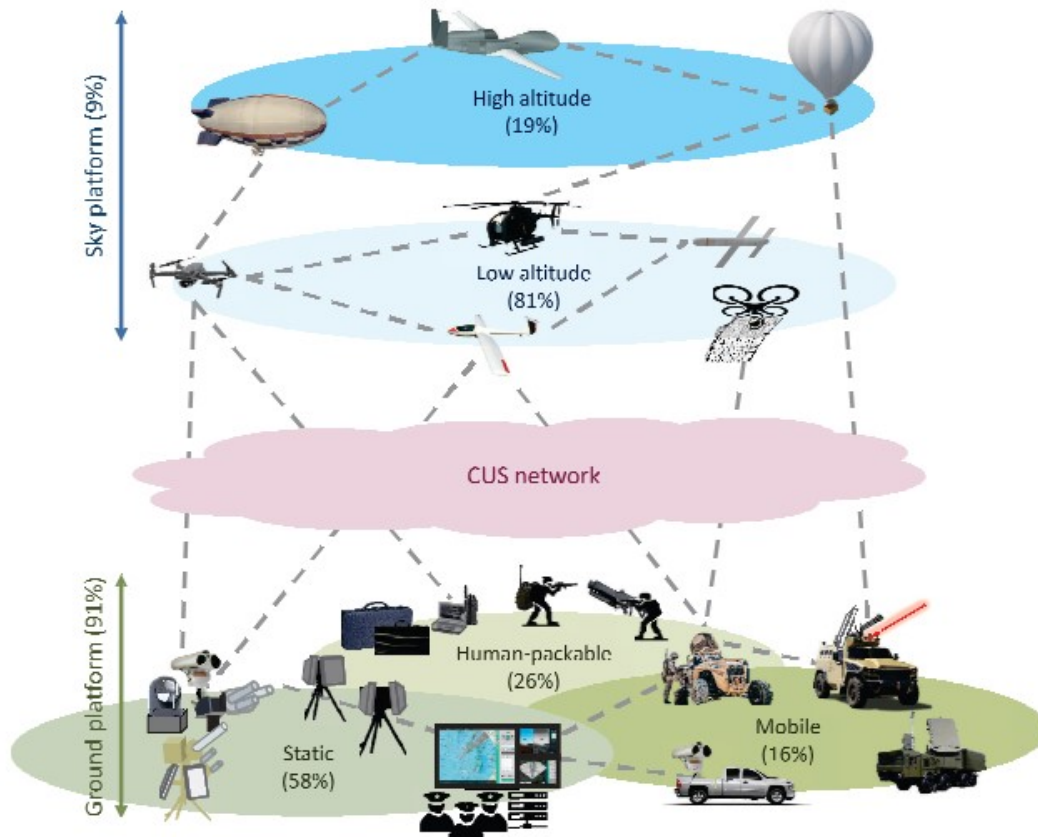 Sky platform (9%)
High altitude
(19%)
Low altitude
(81%)
CUS network
Ground platform (91%)
Human-packable
(26%)
Static
(58%)
Mobile
(16%)